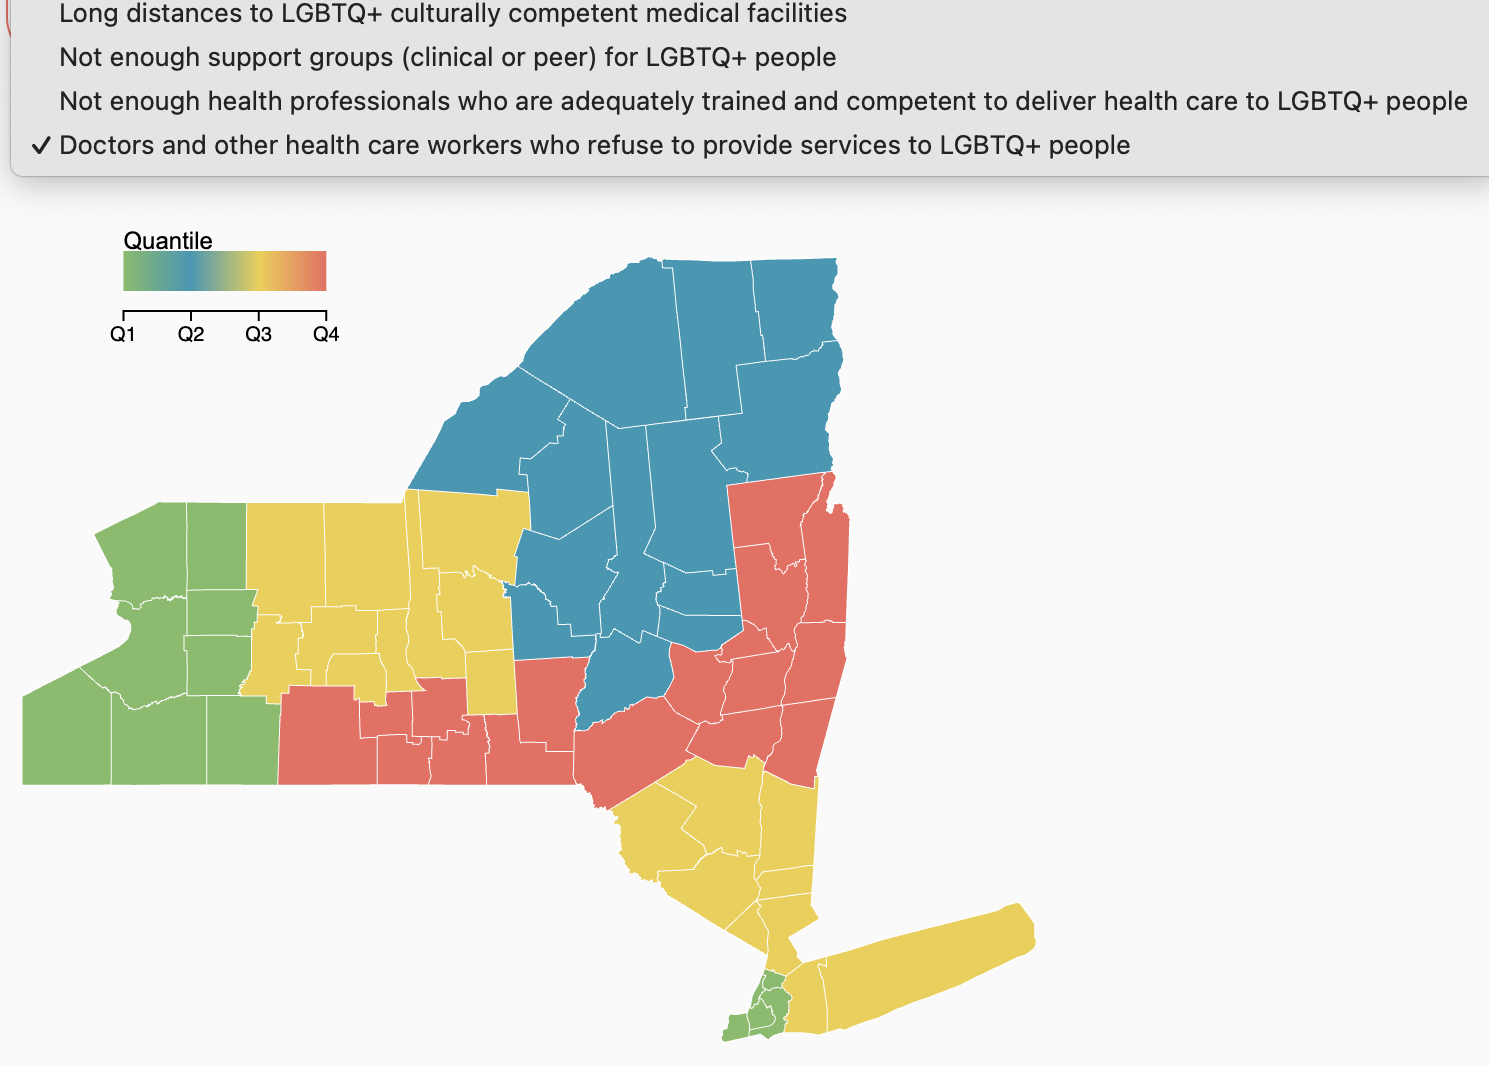 Long distances to LGBTQ+ culturally competent medical facilities
Not enough support groups (clinical or peer) for LGBTQ+ people
Not enough health professionals who are adequately trained and competent to deliver health care to LGBTQ+ people
✓ Doctors and other health care workers who refuse to provide services to LGBTQ+ people
Quantile
Q1 Q2 Q3 Q4